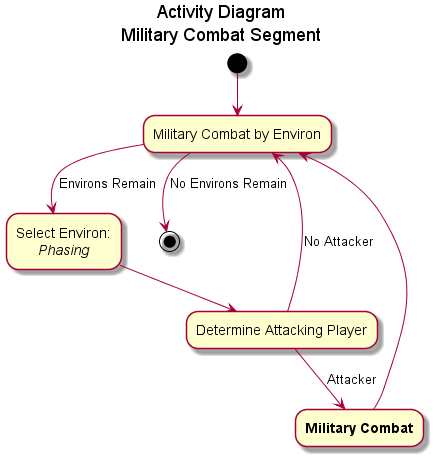 Activity Diagram
Military Combat Segment
Military Combat by Environ
Environs Remain
No Environs Remain
Select Environ:
Phasing
No Attacker
Determine Attacking Player
Attacker
Military Combat